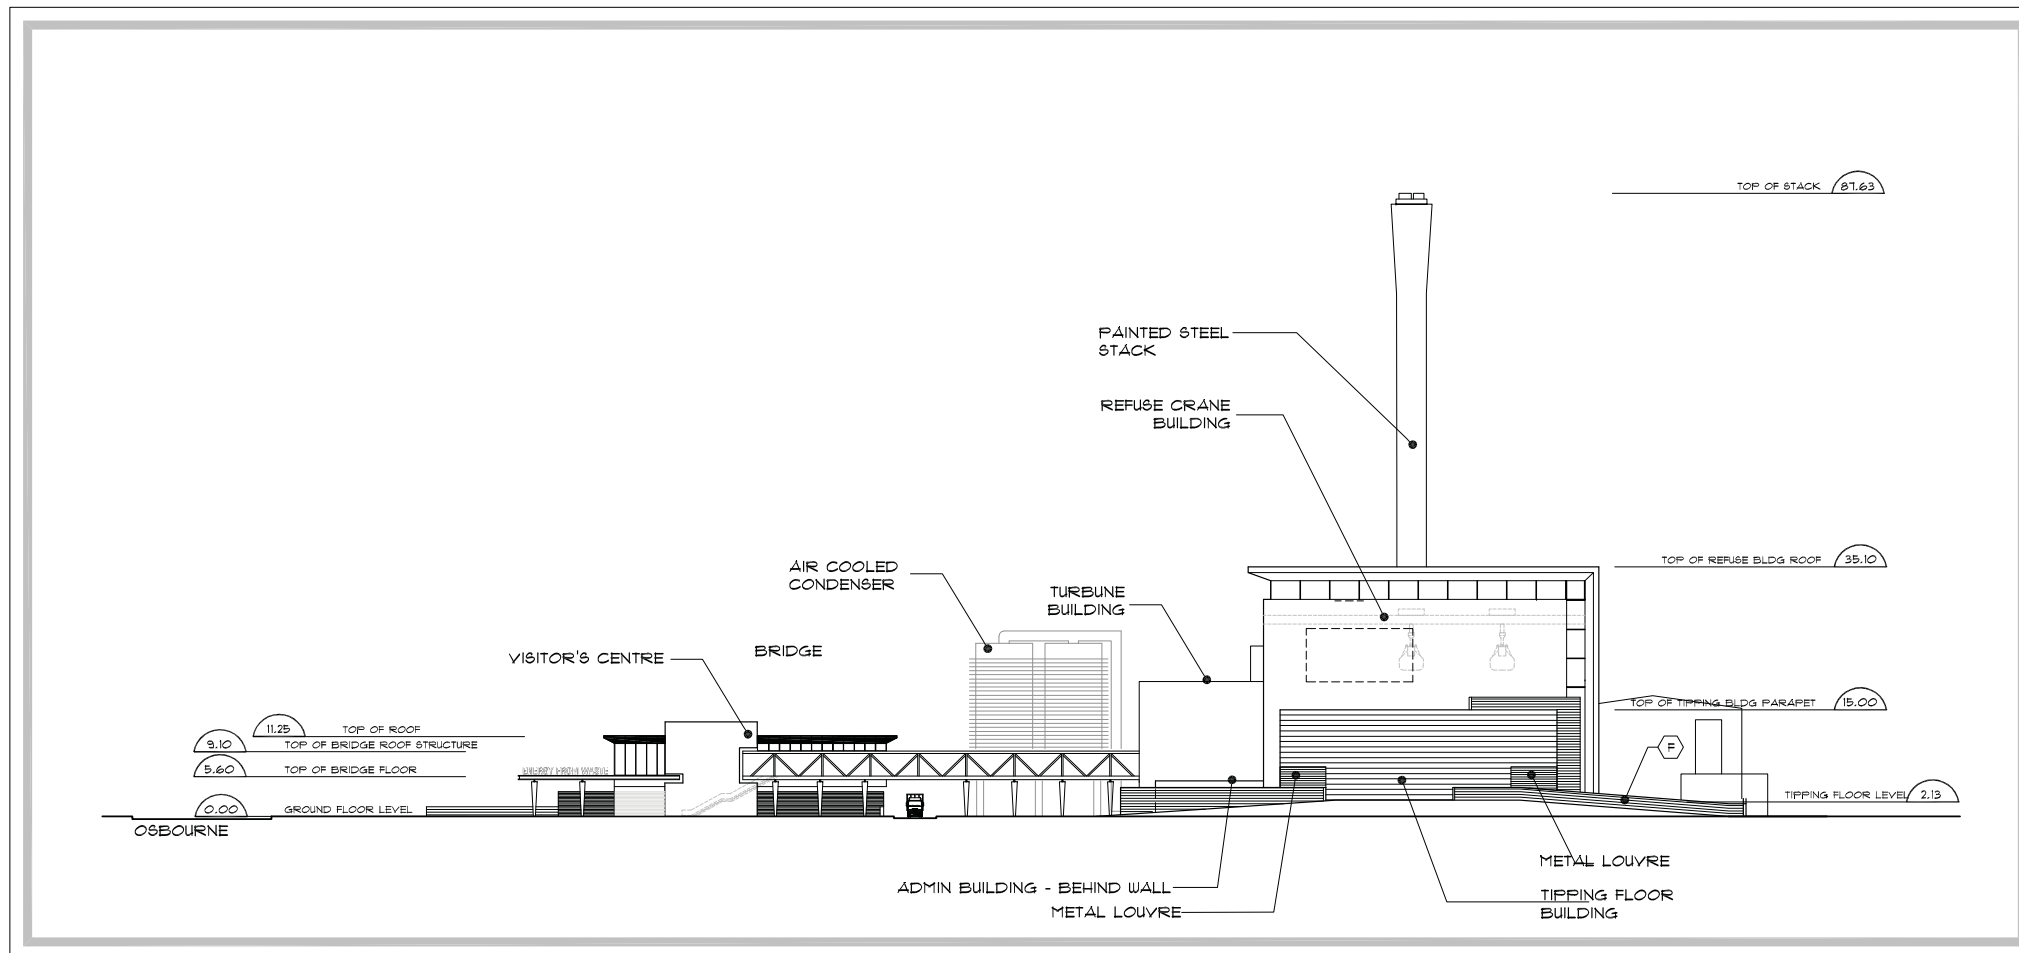 TOP OF STACK 87.63
PAINTED STEEL
STACK
REFUSE CRANE
BUILDING
TOP OF REFUSE BLDG ROOF 35.10
AIR COOLED
CONDENSER
TURBUNE
BUILDING
BRIDGE
VISITOR'S CENTRE
TOP OF TIPPING BLDG PARAPET 15.00
11.25 TOP OF ROOF
9.10 TOP OF BRIDGE ROOF STRUCTURE
F
5.60 TOP OF BRIDGE FLOOR
ENERGY FROM WASTE
TIPPING FLOOR LEVEL 2.13
0.00 GROUND FLOOR LEVEL
OSBOURNE
METAL LOUVRE
ADMIN BUILDING - BEHIND WALL
TIPPING FLOOR
BUILDING
METAL LOUVRE